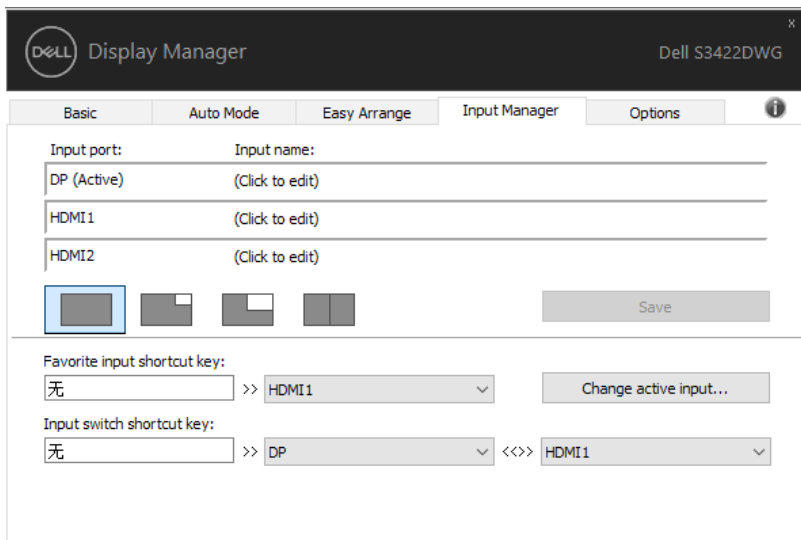 x
DELL Display Manager Dell S3422DWG
Basic Auto Mode Easy Arrange Input Manager Options i
Input port: Input name:
DP (Active) (Click to edit)
HDMI1 (Click to edit)
HDMI2 (Click to edit)
Save
Favorite input shortcut key:
无 >> HDMI1 Change active input...
Input switch shortcut key:
无 >> DP <<>> HDMI1